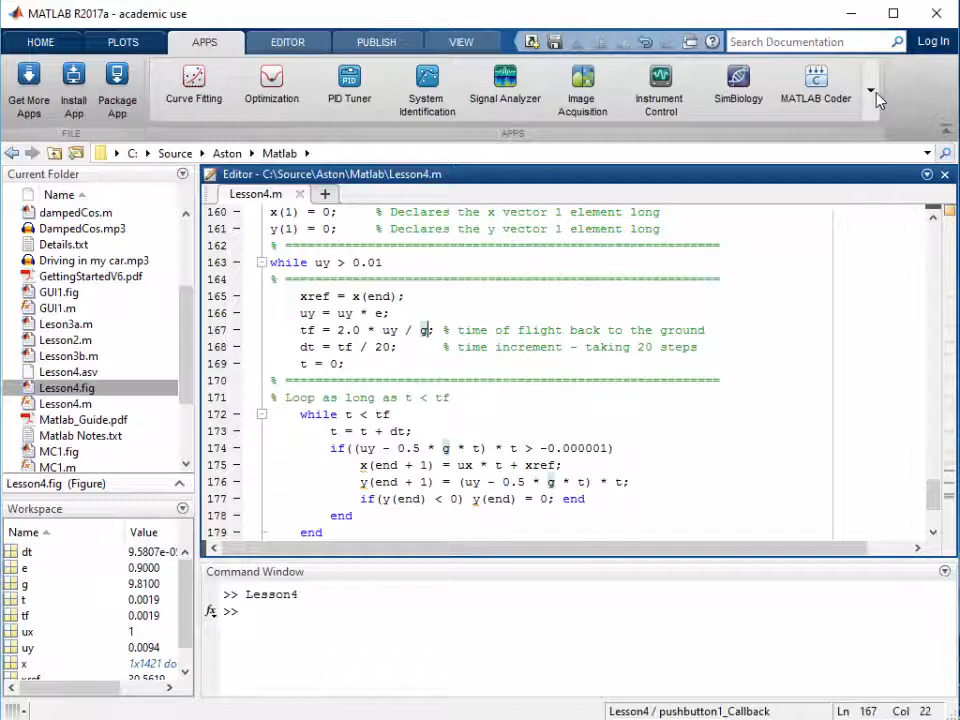 MATLAB R2017a - academic use
HOME PLOTS APPS EDITOR PUBLISH VIEW Search Documentation Log In
Get More Apps
Install App
Package App
Curve Fitting
Optimization
PID PID Tuner
System Identification
Signal Analyzer
Image Acquisition
Instrument Control
SimBiology
MATLAB Coder
FILE APPS
C: Source Aston Matlab
Current Folder
Name
dampedCos.m
DampedCos.mp3
Details.txt
Driving in my car.mp3
GettingStartedV6.pdf
GUI1.fig
GUI1.m
Leson3a.m
Lesson2.m
Lesson3b.m
Lesson4.asv
Lesson4.fig
Lesson4.m
Matlab_Guide.pdf
Matlab Notes.txt
MC1.fig
MC1.m
Lesson4.fig (Figure)
Workspace
Name Value
dt 9.5807e-0
e 0.9000
g 9.8100
t 0.0019
tf 0.0019
ux 1
uy 0.0094
x 1x1421 do
xref 20.5619
Editor - C:\Source\Aston\Matlab\Lesson4.m
Lesson4.m
160 x(1) = 0; % Declares the x vector 1 element long
161 y(1) = 0; % Declares the y vector 1 element long
162 % ==========================================================
163 while uy > 0.01
164 % ==========================================================
165 xref = x(end);
166 uy = uy * e;
167 tf = 2.0 * uy / g; % time of flight back to the ground
168 dt = tf / 20; % time increment - taking 20 steps
169 t = 0;
170 % ==========================================================
171 % Loop as long as t < tf
172 while t < tf
173 t = t + dt;
174 if((uy - 0.5 * g * t) * t > -0.000001)
175 x(end + 1) = ux * t + xref;
176 y(end + 1) = (uy - 0.5 * g * t) * t;
177 if(y(end) < 0) y(end) = 0; end
178 end
179 end
Command Window
>> Lesson4
fx >>
Lesson4 / pushbutton1_Callback Ln 167 Col 22